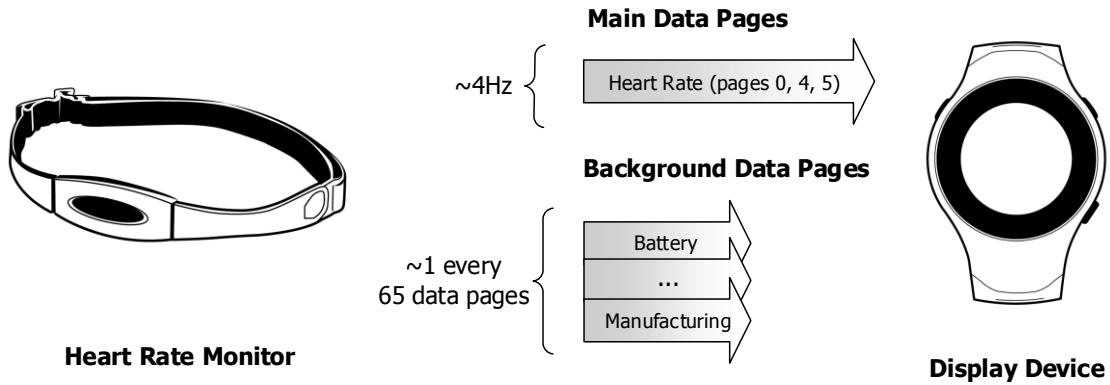 Main Data Pages
~4Hz
Heart Rate (pages 0, 4, 5)
Background Data Pages
~1 every
65 data pages
Battery
...
Manufacturing
Heart Rate Monitor
Display Device